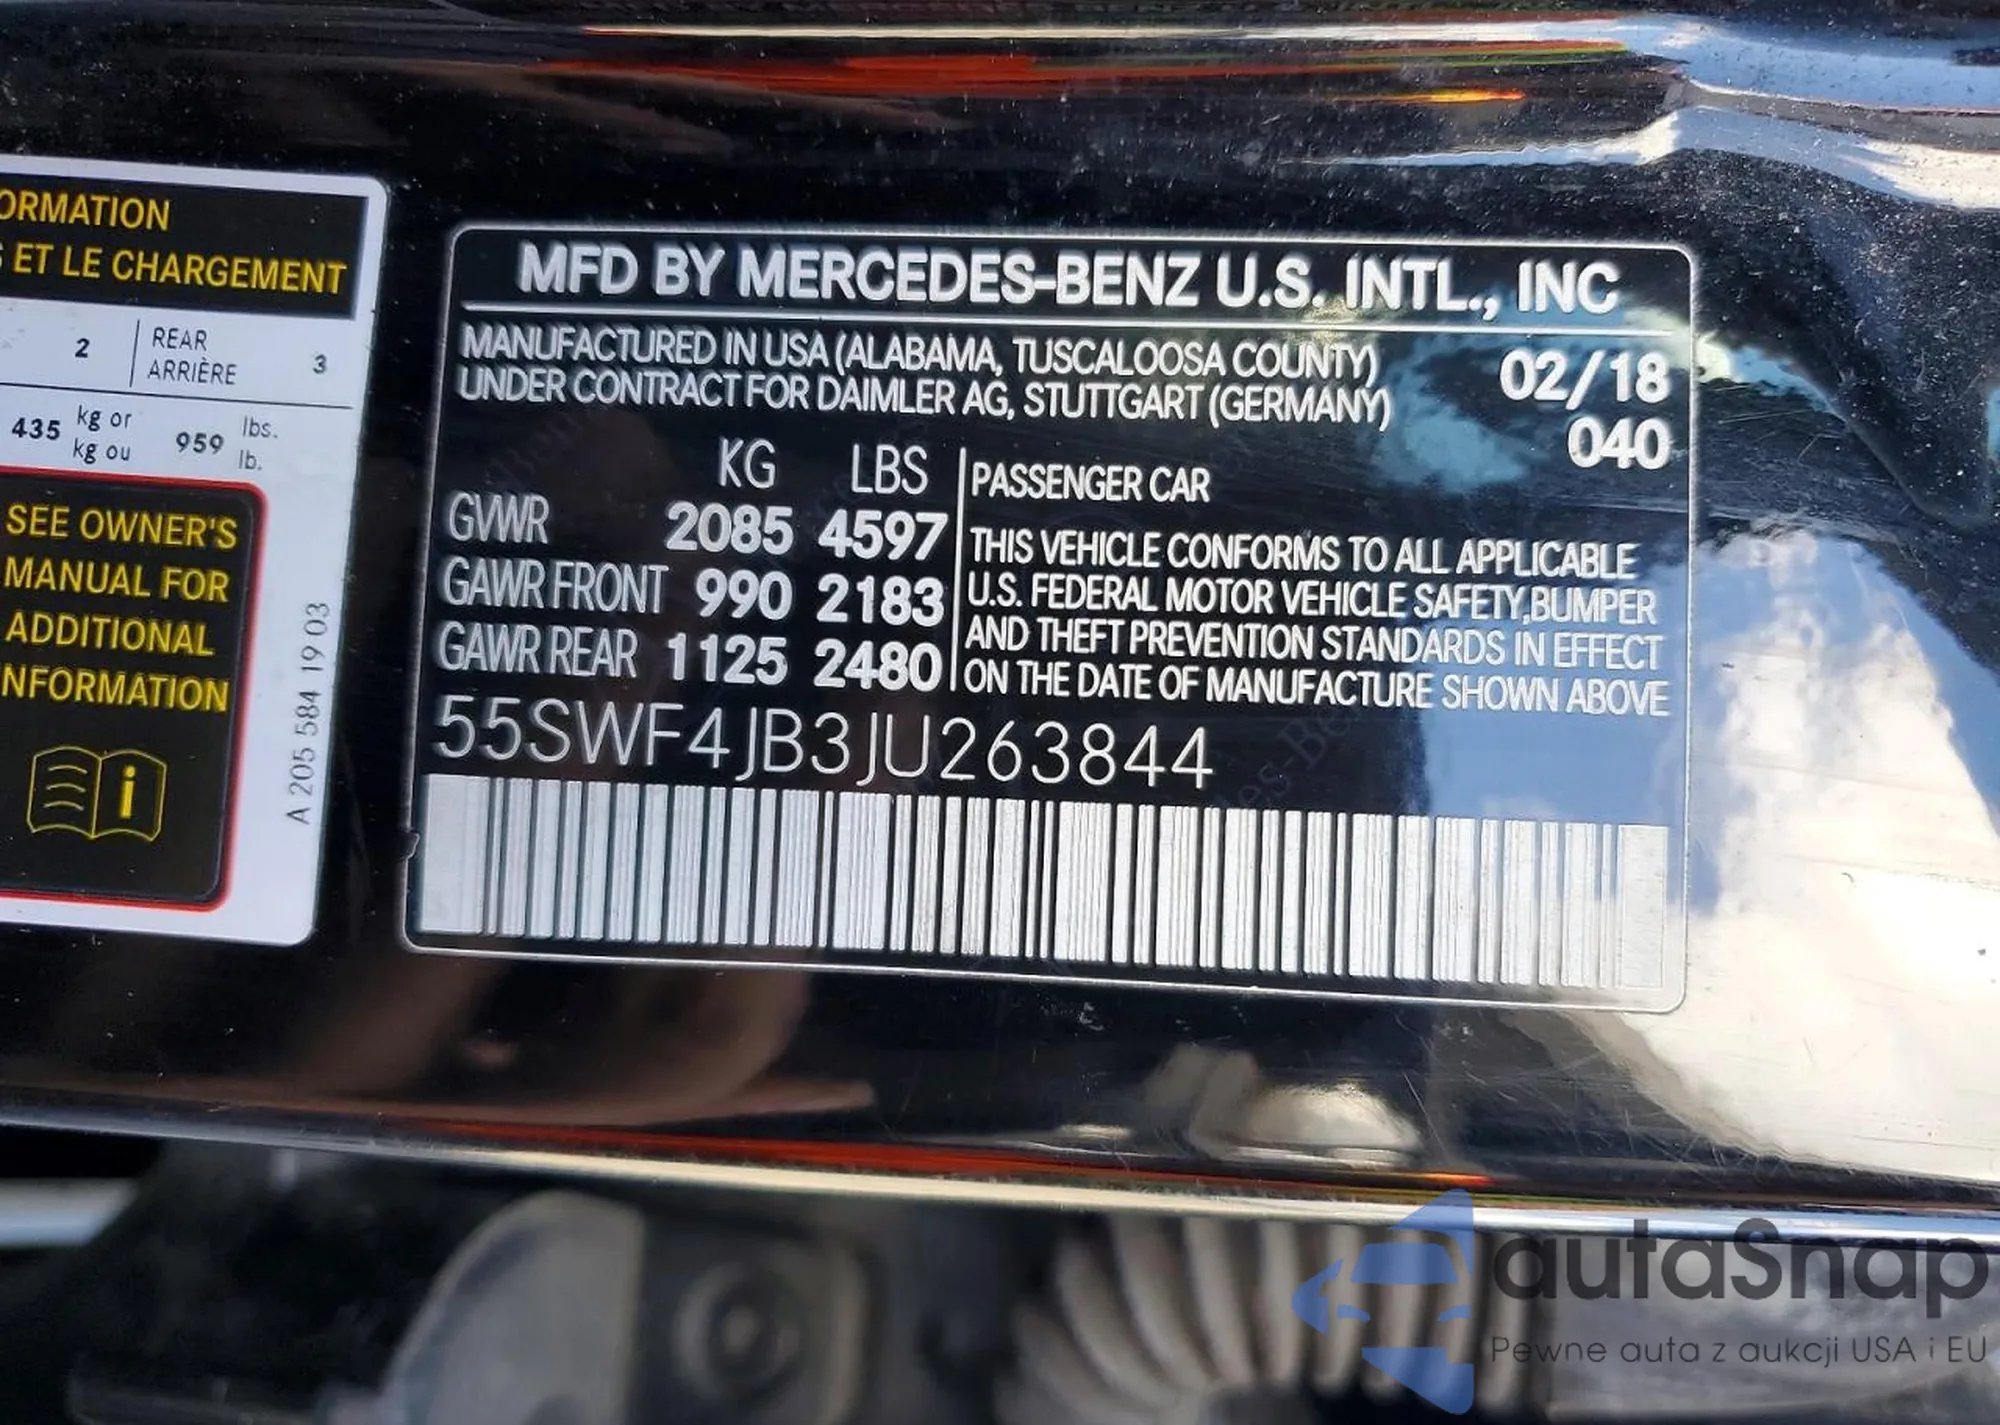 ORMATION
S ET LE CHARGEMENT
2
REAR
ARRIÈRE
3
435 kg or
kg ou
959 lbs.
lb.
SEE OWNER'S
MANUAL FOR
ADDITIONAL
NFORMATION
i
A 205 584 19 03
MFD BY MERCEDES-BENZ U.S. INTL., INC
MANUFACTURED IN USA (ALABAMA, TUSCALOOSA COUNTY)
UNDER CONTRACT FOR DAIMLER AG, STUTTGART (GERMANY)
02/18
040
KG LBS
GVWR 2085 4597
GAWR FRONT 990 2183
GAWR REAR 1125 2480
PASSENGER CAR
THIS VEHICLE CONFORMS TO ALL APPLICABLE
U.S. FEDERAL MOTOR VEHICLE SAFETY,BUMPER
AND THEFT PREVENTION STANDARDS IN EFFECT
ON THE DATE OF MANUFACTURE SHOWN ABOVE
55SWF4JB3JU263844
autaSnap
Pewne auta z aukcji USA i EU